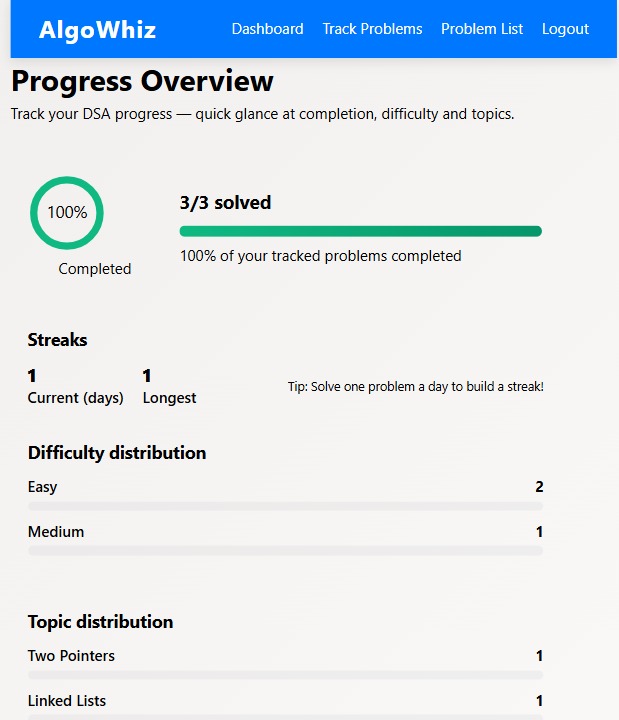 AlgoWhiz
Dashboard Track Problems Problem List Logout
Progress Overview
Track your DSA progress — quick glance at completion, difficulty and topics.
100%
Completed
3/3 solved
100% of your tracked problems completed
Streaks
1 1
Current (days) Longest
Tip: Solve one problem a day to build a streak!
Difficulty distribution
Easy 2
Medium 1
Topic distribution
Two Pointers 1
Linked Lists 1